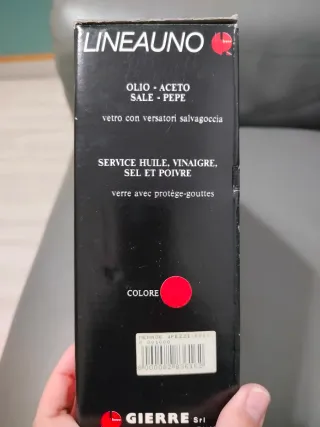 LINEAUNO
OLIO - ACETO
SALE - PEPE
vetro con versatori salvagoccia
SERVICE HUILE, VINAIGRE,
SEL ET POIVRE
verre avec protège-gouttes
COLORE
GIERRE Srl